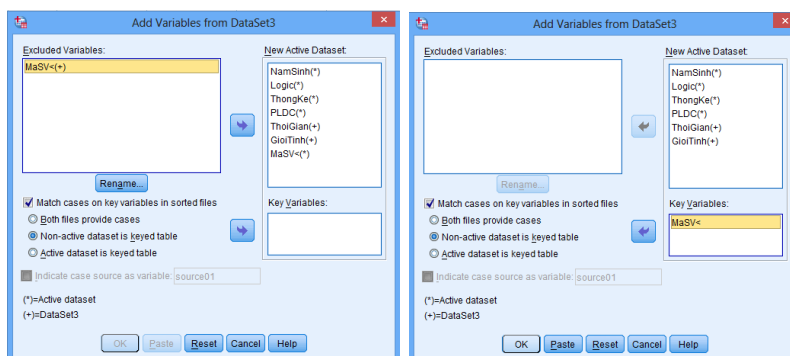 Add Variables from DataSet3
Excluded Variables:
MaSV<(+)
New Active Dataset:
NamSinh(*)
Logic(*)
ThongKe(*)
PLDC(*)
ThoiGian(+)
GioiTinh(+)
MaSV<(*)
Rename...
Match cases on key variables in sorted files
Both files provide cases
Non-active dataset is keyed table
Active dataset is keyed table
Key Variables:
Indicate case source as variable: source01
(*)=Active dataset
(+)=DataSet3
OK Paste Reset Cancel Help
Add Variables from DataSet3
Excluded Variables:
New Active Dataset:
NamSinh(*)
Logic(*)
ThongKe(*)
PLDC(*)
ThoiGian(+)
GioiTinh(+)
Rename...
Match cases on key variables in sorted files
Both files provide cases
Non-active dataset is keyed table
Active dataset is keyed table
Key Variables:
MaSV<
Indicate case source as variable: source01
(*)=Active dataset
(+)=DataSet3
OK Paste Reset Cancel Help